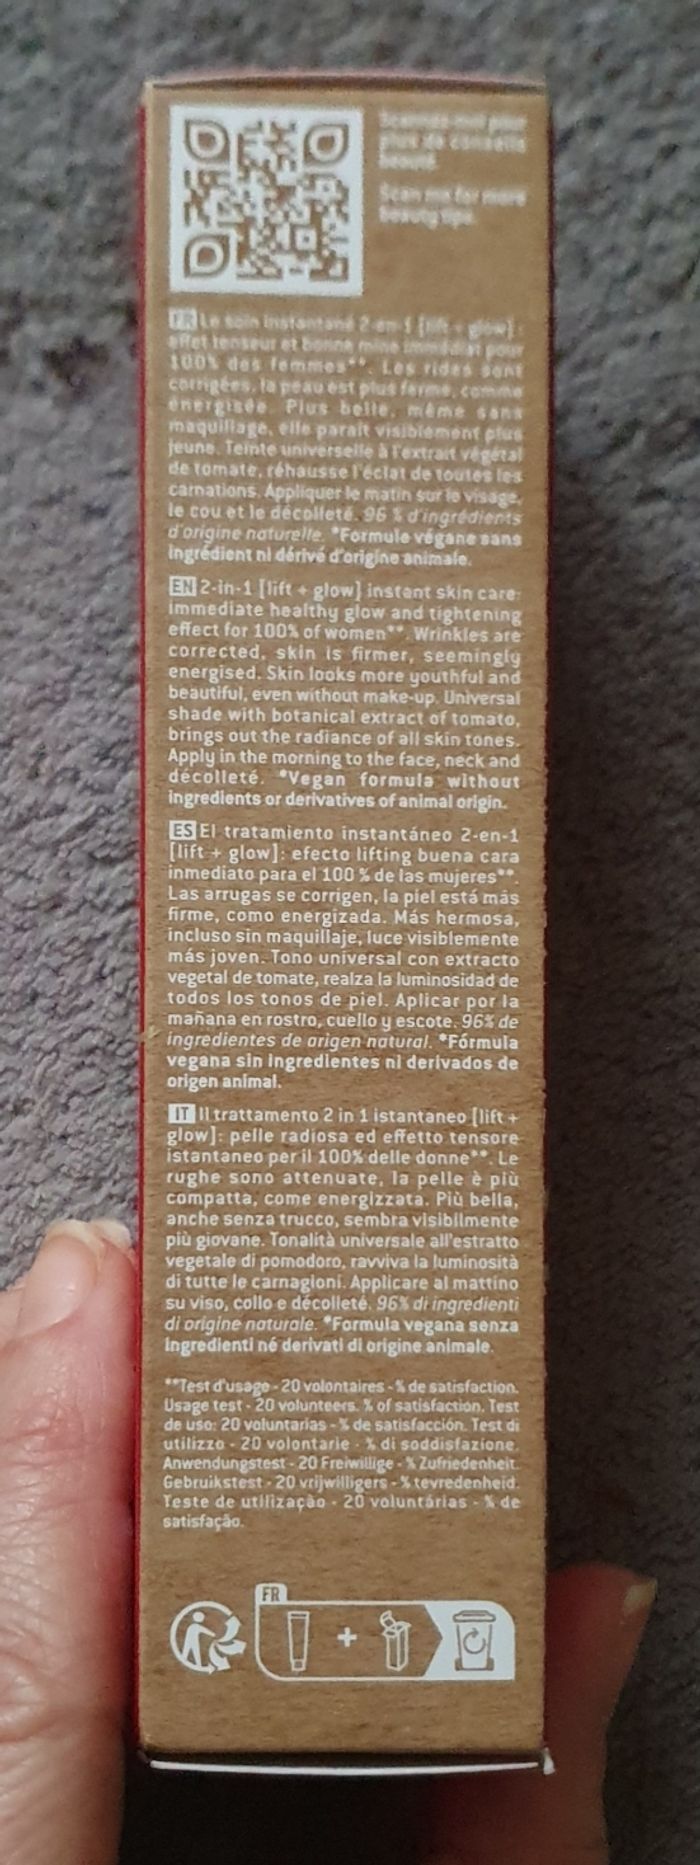 Scannez-moi pour
plus de conseils
beauté.
Scan me for more
beauty tips.
FR Le soin instantané 2-en-1 [lift + glow] :
effet tenseur et bonne mine immédiat pour
100% des femmes**. Les rides sont
corrigées, la peau est plus ferme, comme
énergisée. Plus belle, même sans
maquillage, elle paraît visiblement plus
jeune. Teinte universelle à l'extrait végétal
de tomate, réhausse l'éclat de toutes les
carnations. Appliquer le matin sur le visage,
le cou et le décolleté. 96 % d'ingrédients
d'origine naturelle. *Formule végane sans
ingrédient ni dérivé d'origine animale.
EN 2-in-1 [lift + glow] instant skin care:
immediate healthy glow and tightening
effect for 100% of women**. Wrinkles are
corrected, skin is firmer, seemingly
energised. Skin looks more youthful and
beautiful, even without make-up. Universal
shade with botanical extract of tomato,
brings out the radiance of all skin tones.
Apply in the morning to the face, neck and
décolleté. *Vegan formula without
ingredients or derivatives of animal origin.
ES El tratamiento instantáneo 2-en-1
[lift + glow]: efecto lifting buena cara
inmediato para el 100 % de las mujeres**.
Las arrugas se corrigen, la piel está más
firme, como energizada. Más hermosa,
incluso sin maquillaje, luce visiblemente
más joven. Tono universal con extracto
vegetal de tomate, realza la luminosidad de
todos los tonos de piel. Aplicar por la
mañana en rostro, cuello y escote. 96% de
ingredientes de origen natural. *Fórmula
vegana sin ingredientes ni derivados de
origen animal.
IT Il trattamento 2 in 1 istantaneo [lift +
glow]: pelle radiosa ed effetto tensore
istantaneo per il 100% delle donne**. Le
rughe sono attenuate, la pelle è più
compatta, come energizzata. Più bella,
anche senza trucco, sembra visibilmente
più giovane. Tonalità universale all'estratto
vegetale di pomodoro, ravviva la luminosità
di tutte le carnagioni. Applicare al mattino
su viso, collo e décolleté. 96% di ingredienti
di origine naturale. *Formula vegana senza
ingredienti né derivati di origine animale.
**Test d'usage - 20 volontaires - % de satisfaction.
Usage test - 20 volunteers. % of satisfaction. Test
de uso: 20 voluntarias - % de satisfacción. Test di
utilizzo - 20 volontarie - % di soddisfazione.
Anwendungstest - 20 Freiwillige - % Zufriedenheit.
Gebruikstest - 20 vrijwilligers - % tevredenheid.
Teste de utilização - 20 voluntárias - % de
satisfação.
FR
+